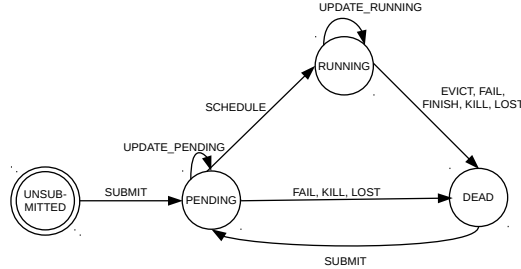 UPDATE_RUNNING
RUNNING
EVICT, FAIL,
FINISH, KILL, LOST
SCHEDULE
UPDATE_PENDING
UNSUB-
MITTED
SUBMIT
PENDING
FAIL, KILL, LOST
DEAD
SUBMIT